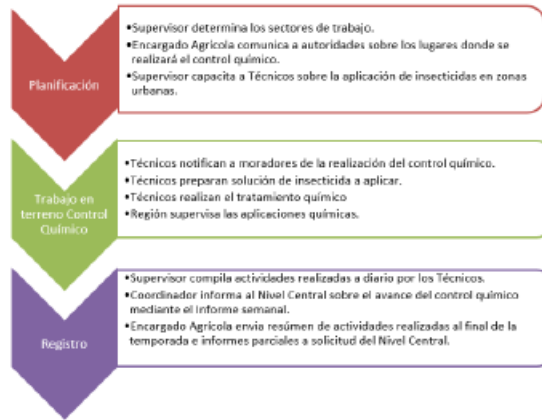 Planificación
•Supervisor determina los sectores de trabajo.
•Encargado Agrícola comunica a autoridades sobre los lugares donde se
realizará el control químico.
•Supervisor capacita a Técnicos sobre la aplicación de insecticidas en zonas
urbanas.
Trabajo en
terreno Control
Químico
•Técnicos notifican a moradores de la realización del control químico.
•Técnicos preparan solución de insecticida a aplicar.
•Técnicos realizan el tratamiento químico
•Región supervisa las aplicaciones químicas.
Registro
•Supervisor compila actividades realizadas a diario por los Técnicos.
•Coordinador informa al Nivel Central sobre el avance del control químico
mediante el Informe semanal.
•Encargado Agrícola envia resúmen de actividades realizadas al final de la
temporada e informes parciales a solicitud del Nivel Central.